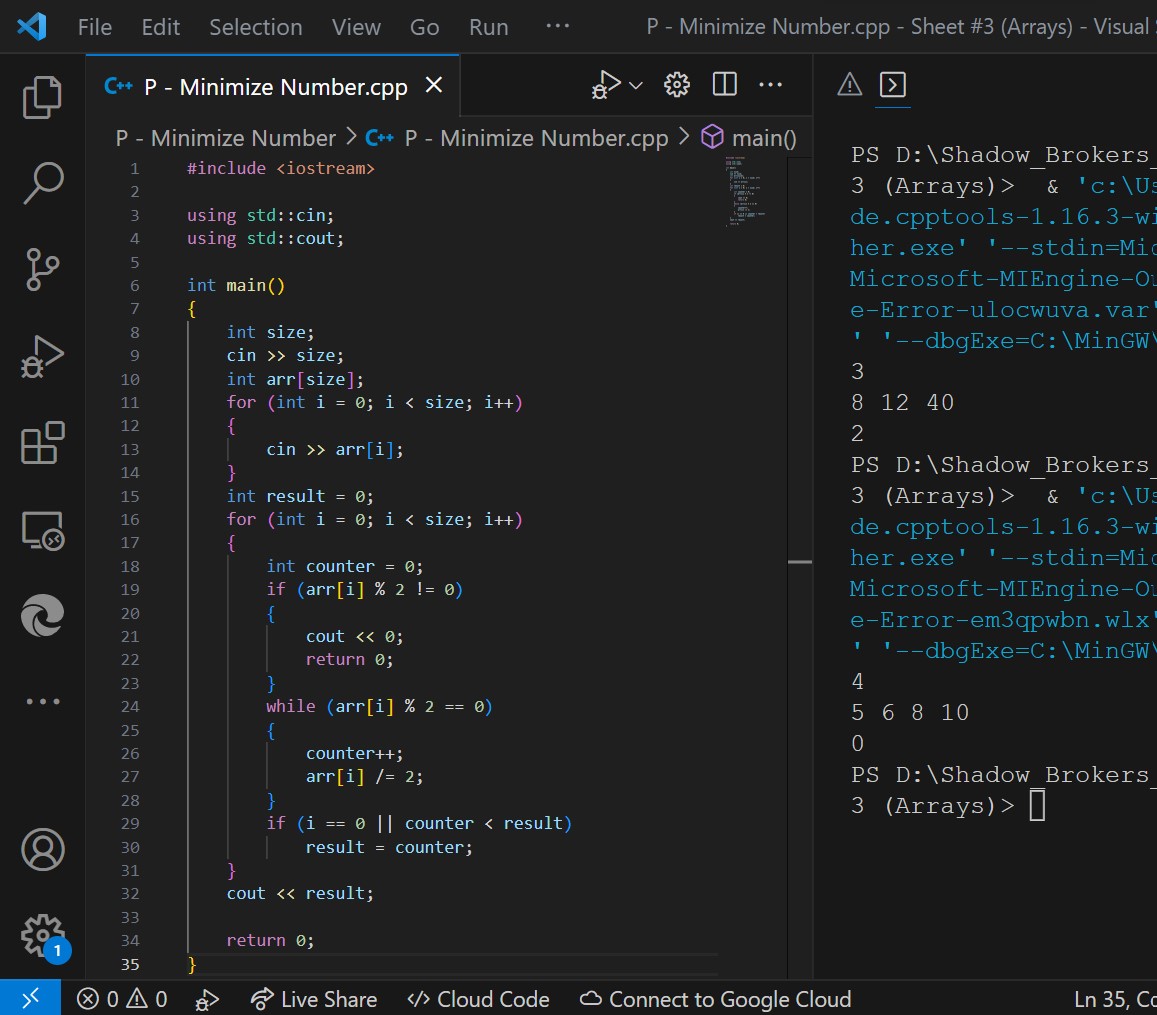 File Edit Selection View Go Run ··· P - Minimize Number.cpp - Sheet #3 (Arrays) - Visual
C++ P - Minimize Number.cpp ×
P - Minimize Number > C++ P - Minimize Number.cpp > main()
1 #include <iostream>
2
3 using std::cin;
4 using std::cout;
5
6 int main()
7 {
8 int size;
9 cin >> size;
10 int arr[size];
11 for (int i = 0; i < size; i++)
12 {
13 cin >> arr[i];
14 }
15 int result = 0;
16 for (int i = 0; i < size; i++)
17 {
18 int counter = 0;
19 if (arr[i] % 2 != 0)
20 {
21 cout << 0;
22 return 0;
23 }
24 while (arr[i] % 2 == 0)
25 {
26 counter++;
27 arr[i] /= 2;
28 }
29 if (i == 0 || counter < result)
30 result = counter;
31 }
32 cout << result;
33
34 return 0;
35 }
PS D:\Shadow_Brokers_
3 (Arrays)> & 'c:\Us
de.cpptools-1.16.3-wi
her.exe' '--stdin=Mic
Microsoft-MIEngine-Ou
e-Error-ulocwuva.var'
' '--dbgExe=C:\MinGW\
3
8 12 40
2
PS D:\Shadow_Brokers_
3 (Arrays)> & 'c:\Us
de.cpptools-1.16.3-wi
her.exe' '--stdin=Mic
Microsoft-MIEngine-Ou
e-Error-em3qpwbn.wlx'
' '--dbgExe=C:\MinGW\
4
5 6 8 10
0
PS D:\Shadow_Brokers_
3 (Arrays)>
1
0 0 Live Share Cloud Code Connect to Google Cloud Ln 35, Co